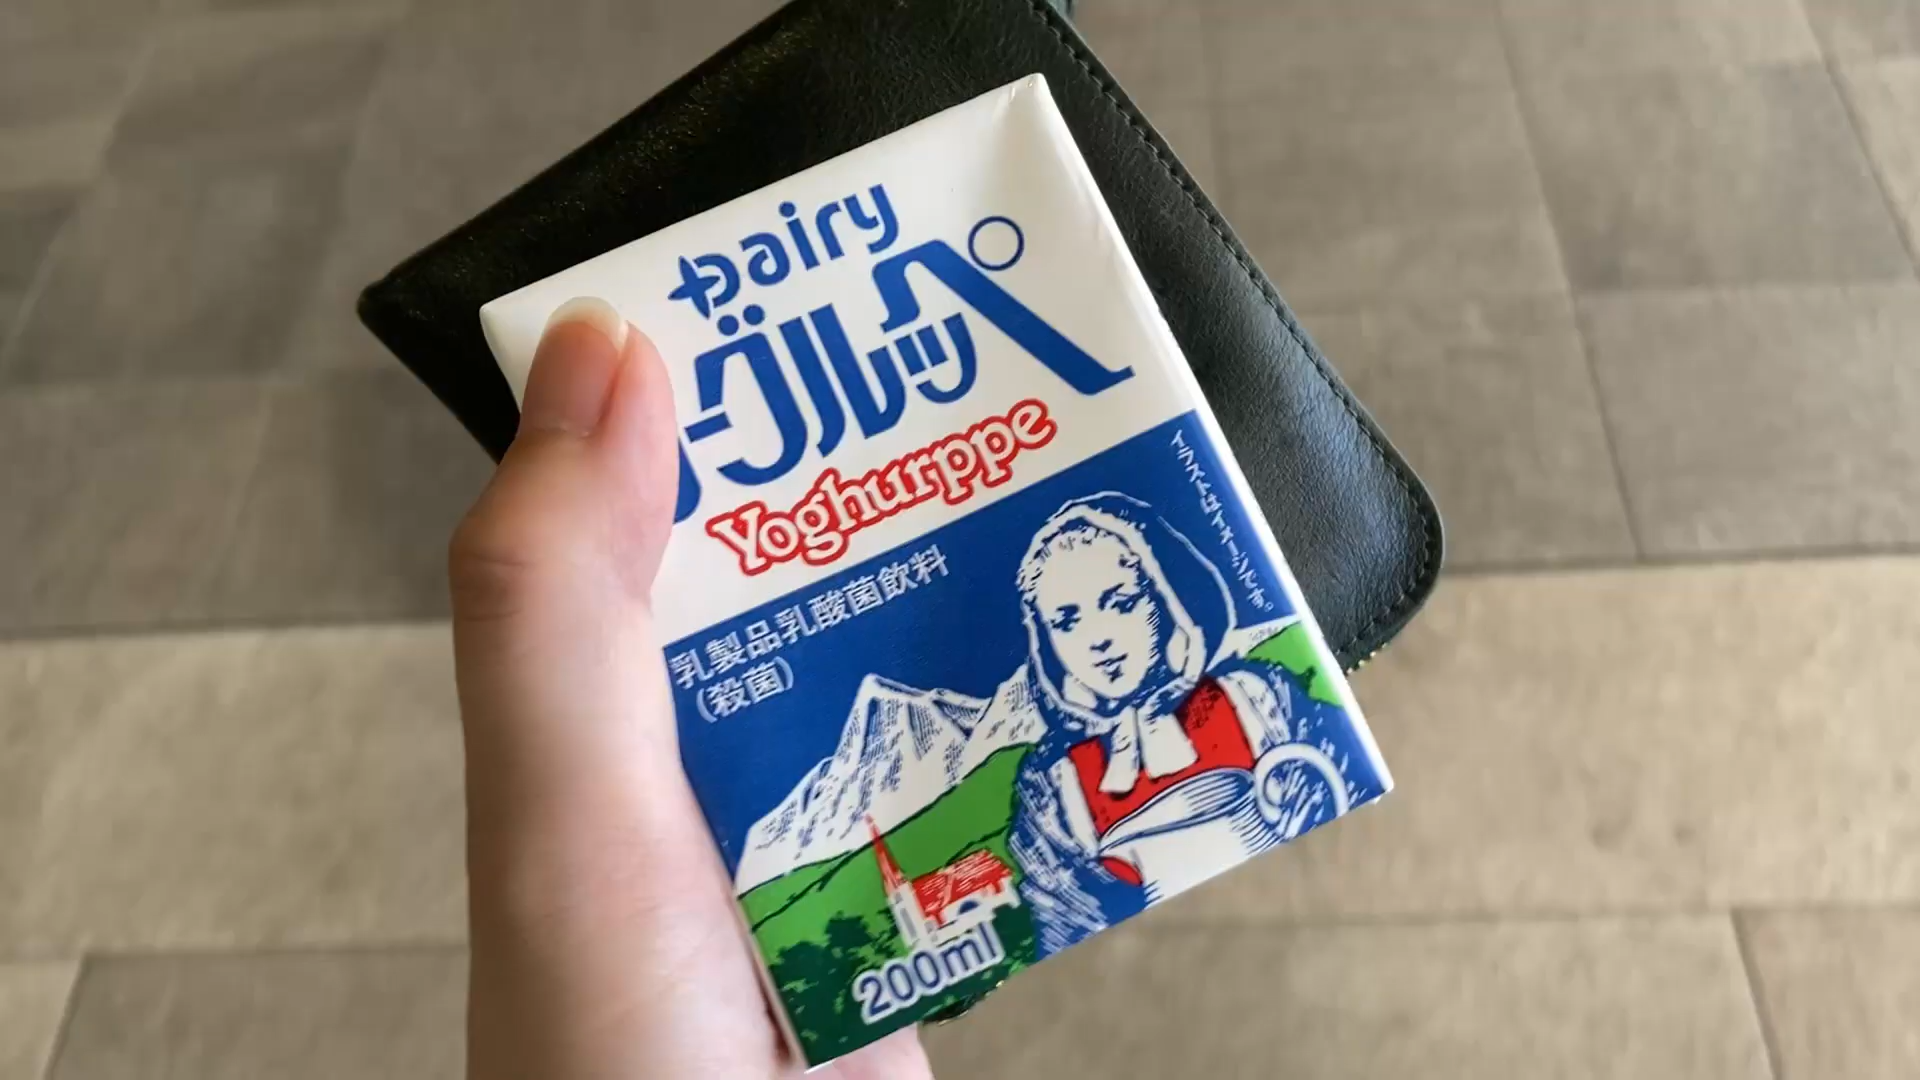 Dairy
ーグルッペ
Yoghurppe
イラストはイメージです。
乳製品乳酸菌飲料
(殺菌)
200ml